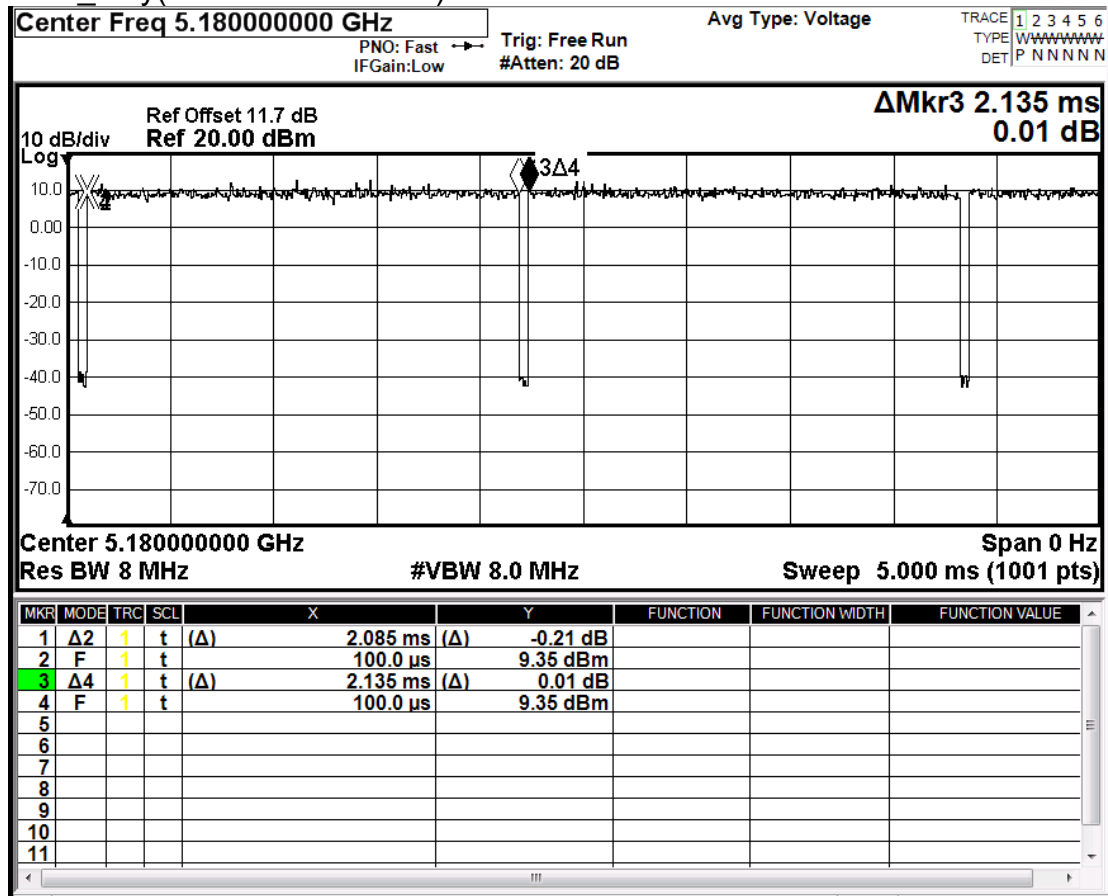 Center Freq 5.180000000 GHz
PNO: Fast
IFGain:Low
Trig: Free Run
#Atten: 20 dB
Avg Type: Voltage
TRACE 1 2 3 4 5 6
TYPE WWWWWW
DET P N N N N N
ΔMkr3 2.135 ms
0.01 dB
Ref Offset 11.7 dB
10 dB/div Ref 20.00 dBm
Log
3Δ4
10.0
0.00
-10.0
-20.0
-30.0
-40.0
-50.0
-60.0
-70.0
Center 5.180000000 GHz Span 0 Hz
Res BW 8 MHz #VBW 8.0 MHz Sweep 5.000 ms (1001 pts)
MKR MODE TRC SCL X Y FUNCTION FUNCTION WIDTH FUNCTION VALUE
1 Δ2 1 t (Δ) 2.085 ms (Δ) -0.21 dB
2 F 1 t 100.0 µs 9.35 dBm
3 Δ4 1 t (Δ) 2.135 ms (Δ) 0.01 dB
4 F 1 t 100.0 µs 9.35 dBm
5
6
7
8
9
10
11